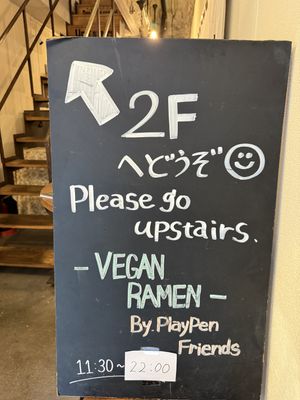 2F
へどうぞ
Please go
upstairs.
- VEGAN
RAMEN -
By PlayPen
Friends
11:30~22:00